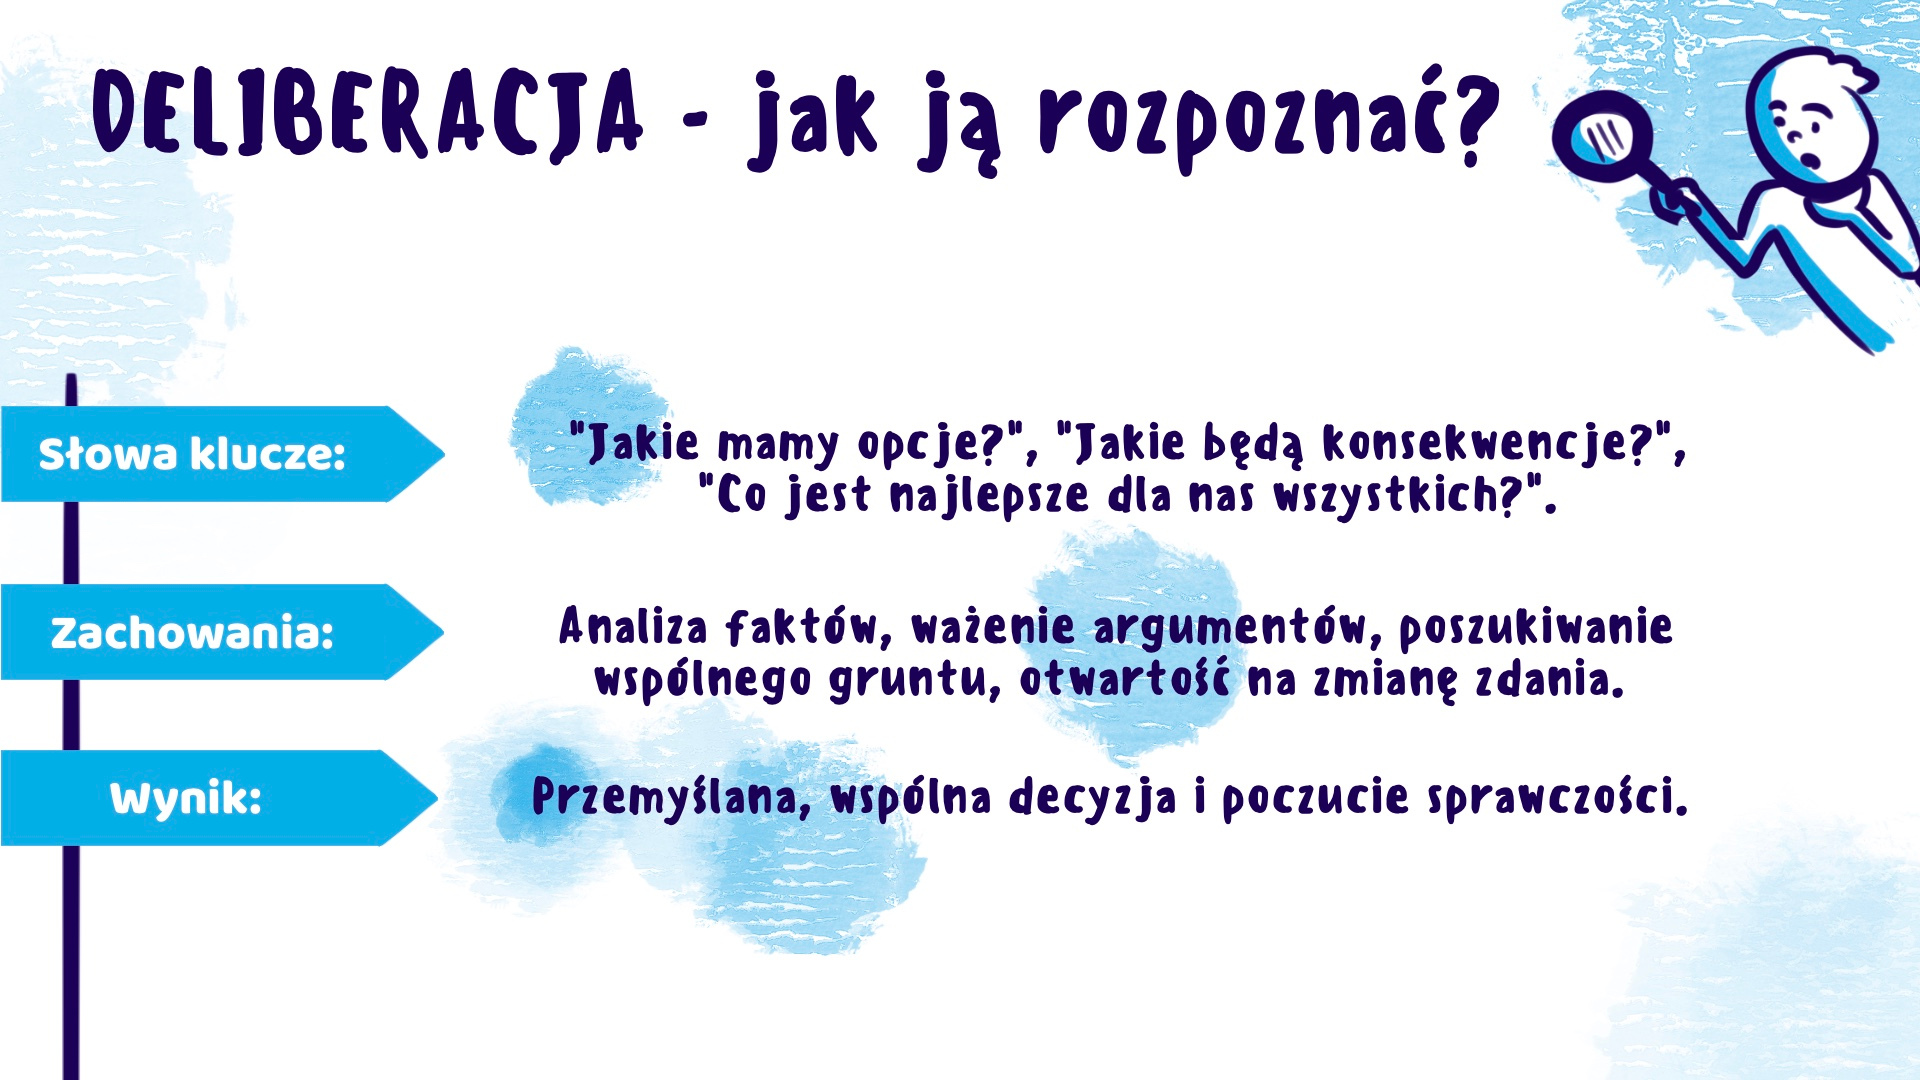 DELIBERACJA - jak ją rozpoznać?
Słowa klucze:
"Jakie mamy opcje?", "Jakie będą konsekwencje?",
"Co jest najlepsze dla nas wszystkich?".
Zachowania:
Analiza faktów, ważenie argumentów, poszukiwanie
wspólnego gruntu, otwartość na zmianę zdania.
Wynik:
Przemyślana, wspólna decyzja i poczucie sprawczości.